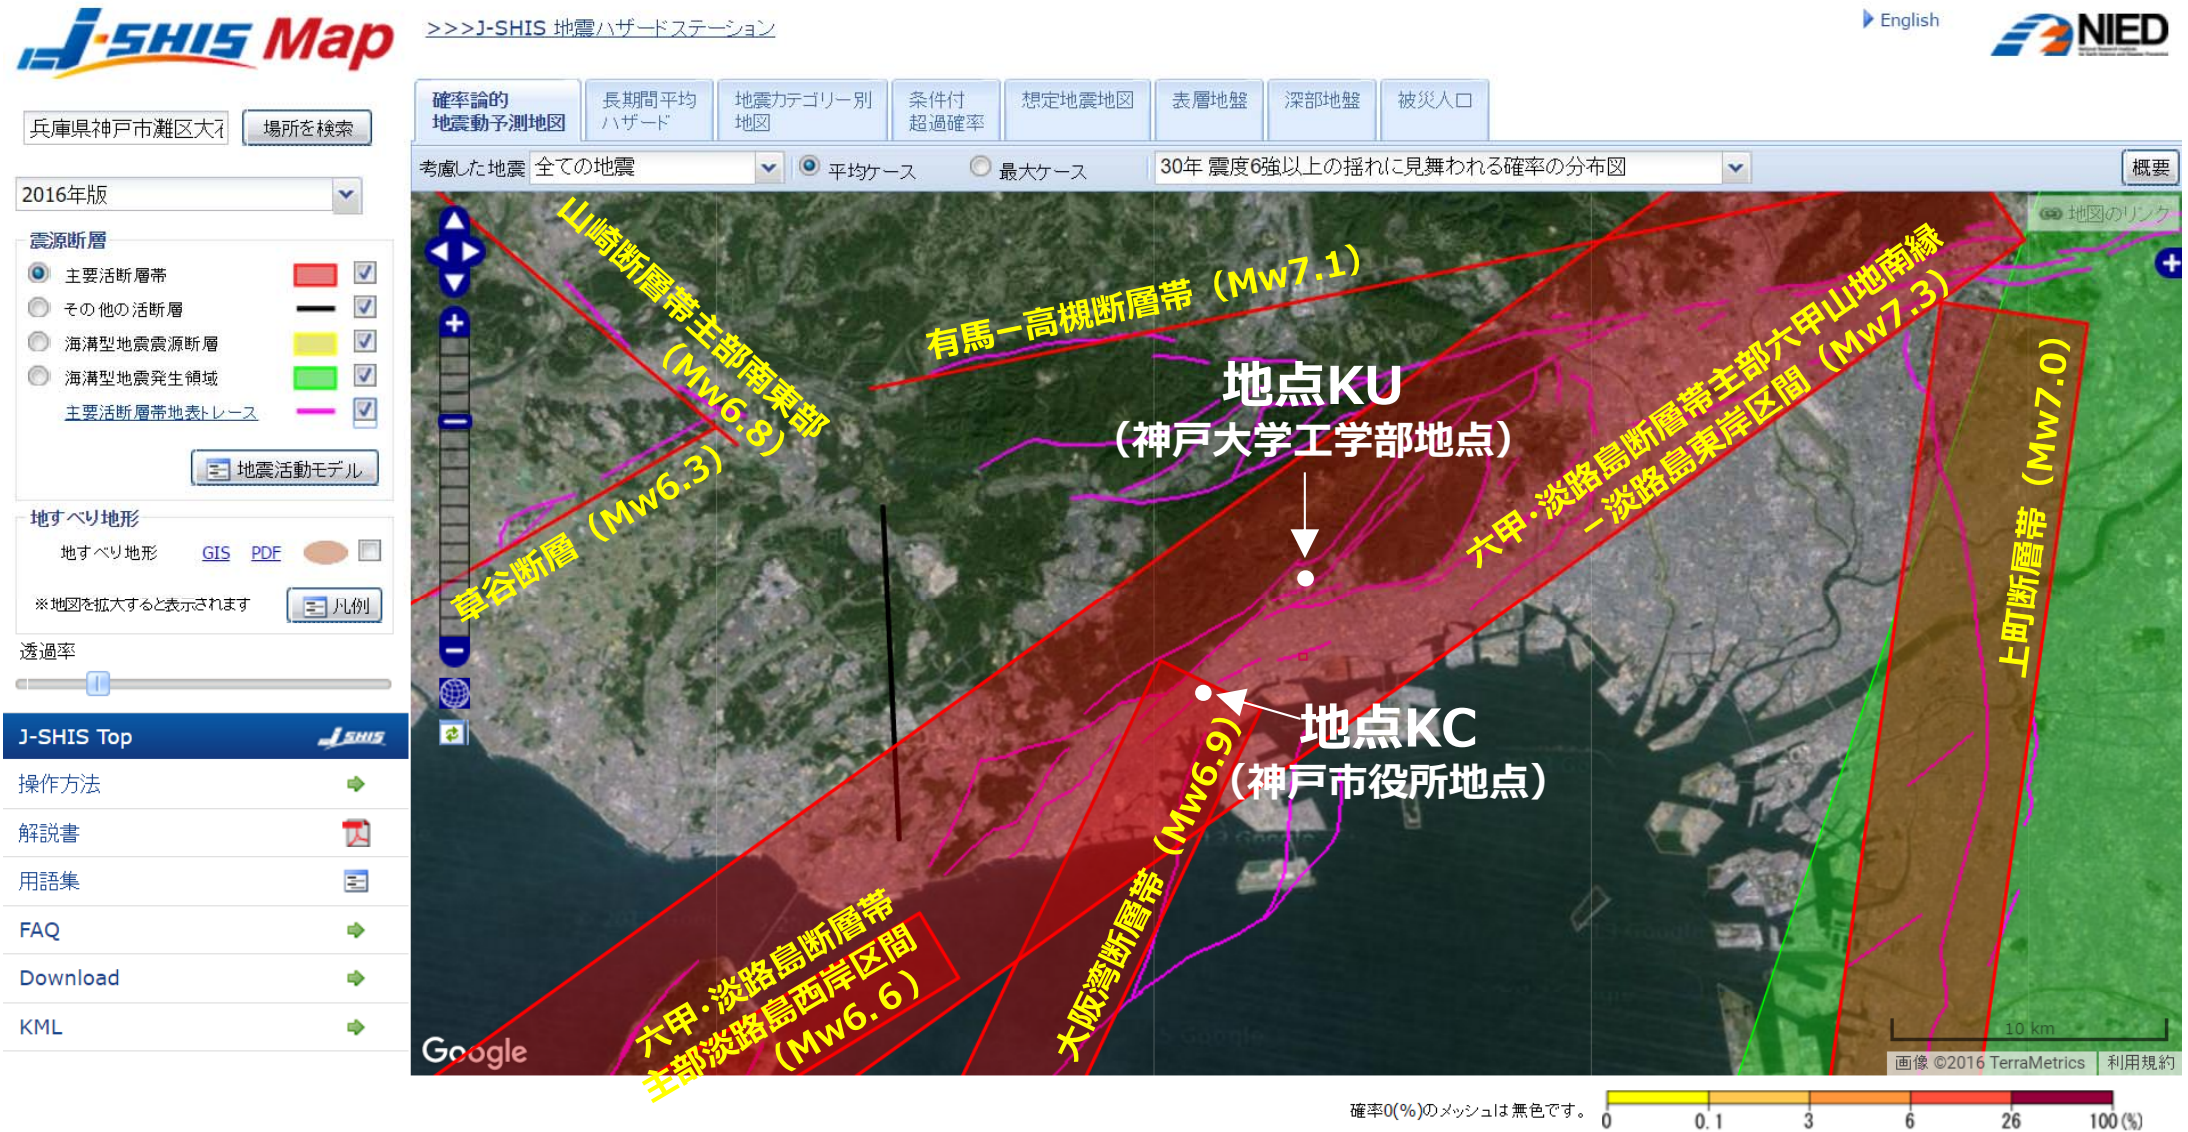 J-SHIS Map
>>>J-SHIS 地震ハザードステーション
English
NIED
兵庫県神戸市灘区大石
場所を検索
2016年版
震源断層
主要活断層帯
その他の活断層
海溝型地震震源断層
海溝型地震発生領域
主要活断層帯地表トレース
地震活動モデル
地すべり地形
地すべり地形 GIS PDF
※地図を拡大すると表示されます
凡例
透過率
J-SHIS Top
J-SHIS
操作方法
解説書
用語集
FAQ
Download
KML
確率論的
地震動予測地図
長期間平均
ハザード
地震カテゴリー別
地図
条件付
超過確率
想定地震地図
表層地盤
深部地盤
被災人口
考慮した地震 全ての地震 平均ケース 最大ケース 30年 震度6強以上の揺れに見舞われる確率の分布図 概要
地図のリンク
山崎断層帯主部南東部
（Mw6.8）
有馬－高槻断層帯（Mw7.1）
六甲・淡路島断層帯主部六甲山地南縁
－淡路島東岸区間（Mw7.3）
地点KU
（神戸大学工学部地点）
草谷断層（Mw6.3）
上町断層帯（Mw7.0）
地点KC
（神戸市役所地点）
大阪湾断層帯（Mw6.9）
六甲・淡路島断層帯
主部淡路島西岸区間
（Mw6.6）
Google
10 km
画像 ©2016 TerraMetrics 利用規約
確率0(%)のメッシュは無色です。
0 0.1 3 6 26 100(%)